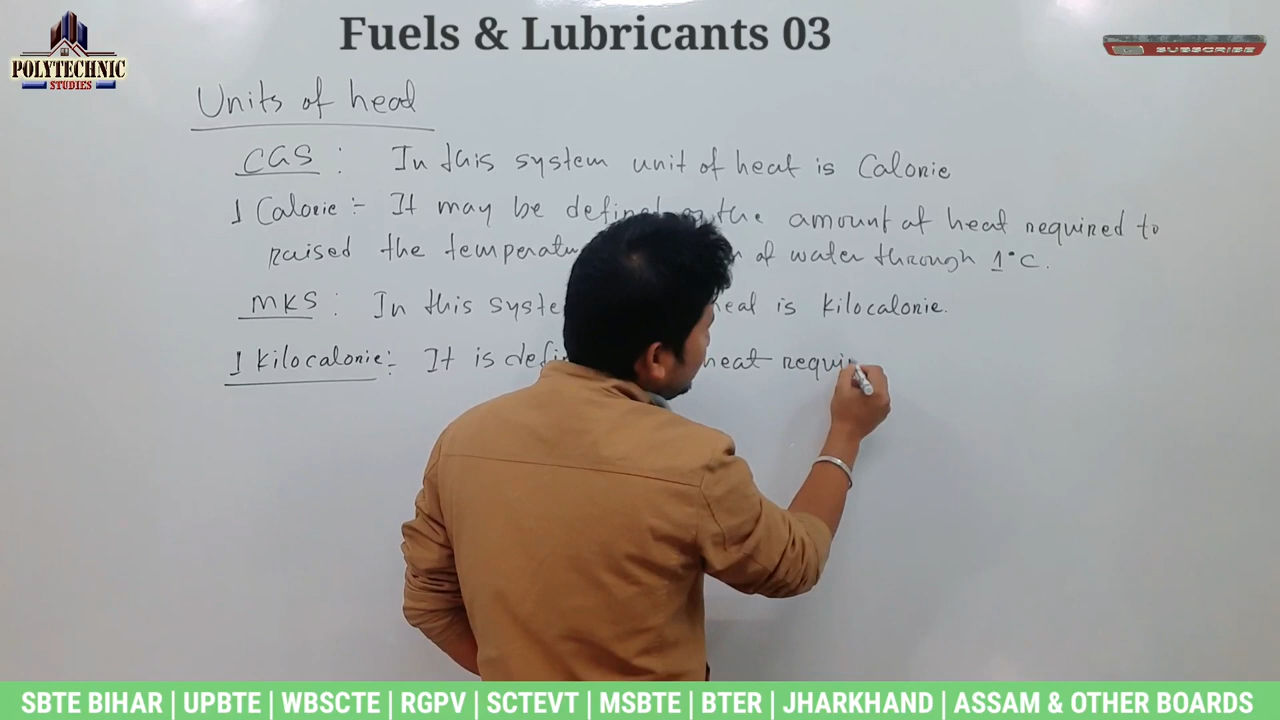 Fuels & Lubricants 03
POLYTECHNIC
STUDIES
SUBSCRIBE
Units of heat
CGS : In this system unit of heat is Calorie
1 Calorie :- It may be defined as the amount of heat required to
raised the temperatu of water through 1°C.
MKS : In this syste heat is kilocalorie.
1 kilocalorie :- It is defi heat requir
SBTE BIHAR | UPBTE | WBSCTE | RGPV | SCTEVT | MSBTE | BTER | JHARKHAND | ASSAM & OTHER BOARDS